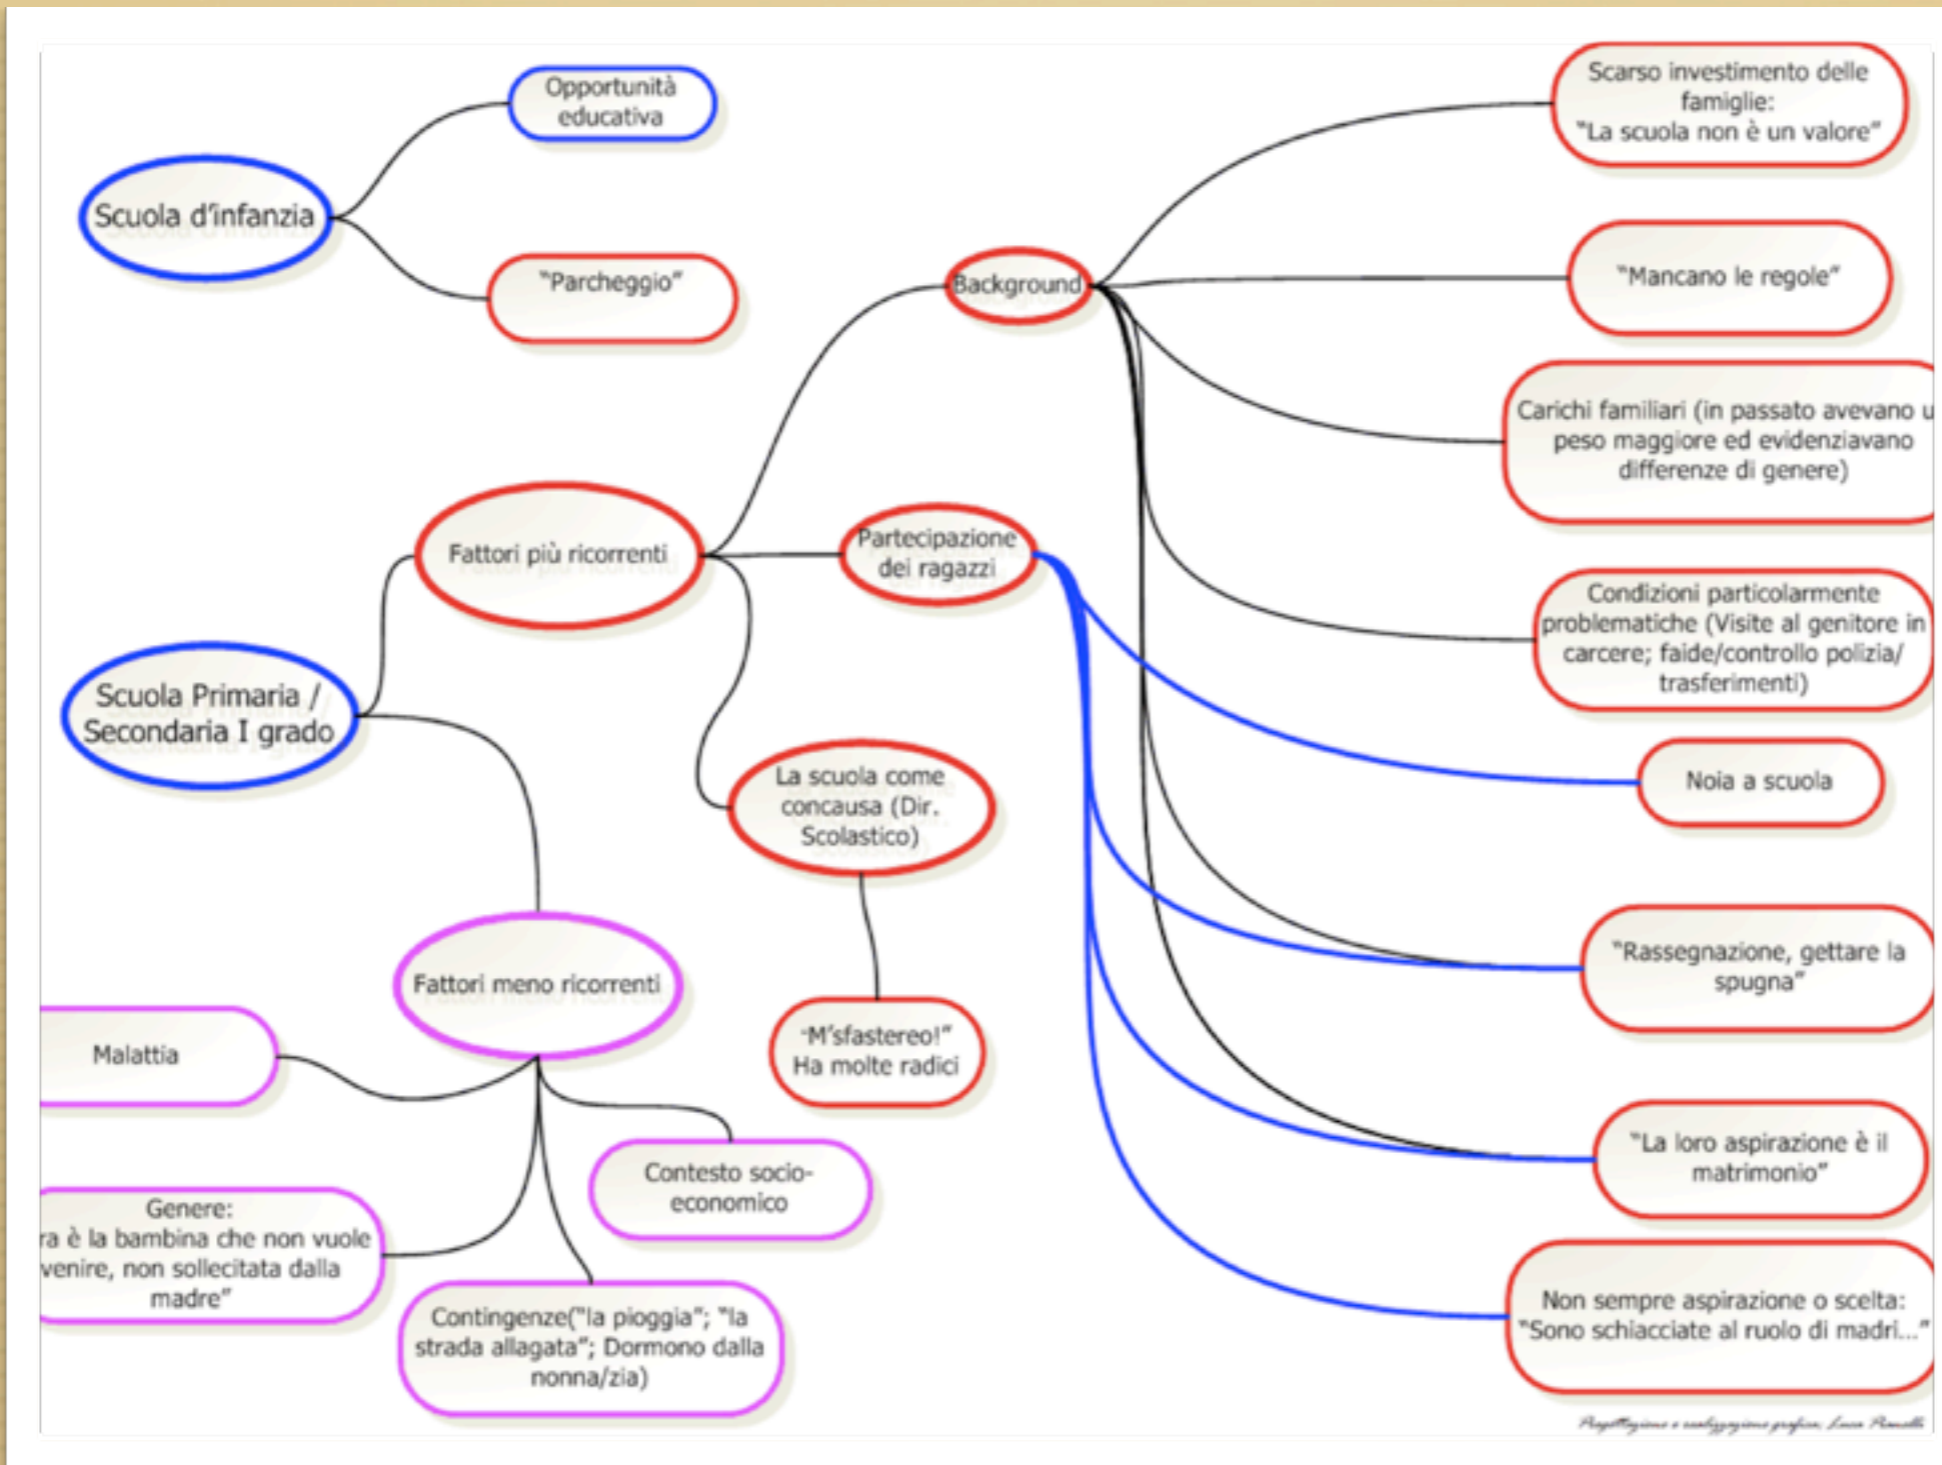 Opportunità
educativa
Scuola d'infanzia
"Parcheggio"
Background
Scarso investimento delle
famiglie:
"La scuola non è un valore"
"Mancano le regole"
Carichi familiari (in passato avevano u
peso maggiore ed evidenziavano
differenze di genere)
Fattori più ricorrenti
Partecipazione
dei ragazzi
Condizioni particolarmente
problematiche (Visite al genitore in
carcere; faide/controllo polizia/
trasferimenti)
Scuola Primaria /
Secondaria I grado
La scuola come
concausa (Dir.
Scolastico)
Noia a scuola
"Rassegnazione, gettare la
spugna"
Fattori meno ricorrenti
"M'sfastereo!"
Ha molte radici
Malattia
Contesto socio-
economico
"La loro aspirazione è il
matrimonio"
Genere:
ra è la bambina che non vuole
venire, non sollecitata dalla
madre"
Contingenze("la pioggia"; "la
strada allagata"; Dormono dalla
nonna/zia)
Non sempre aspirazione o scelta:
"Sono schiacciate al ruolo di madri..."
Progettazione e realizzazione grafica: Luca